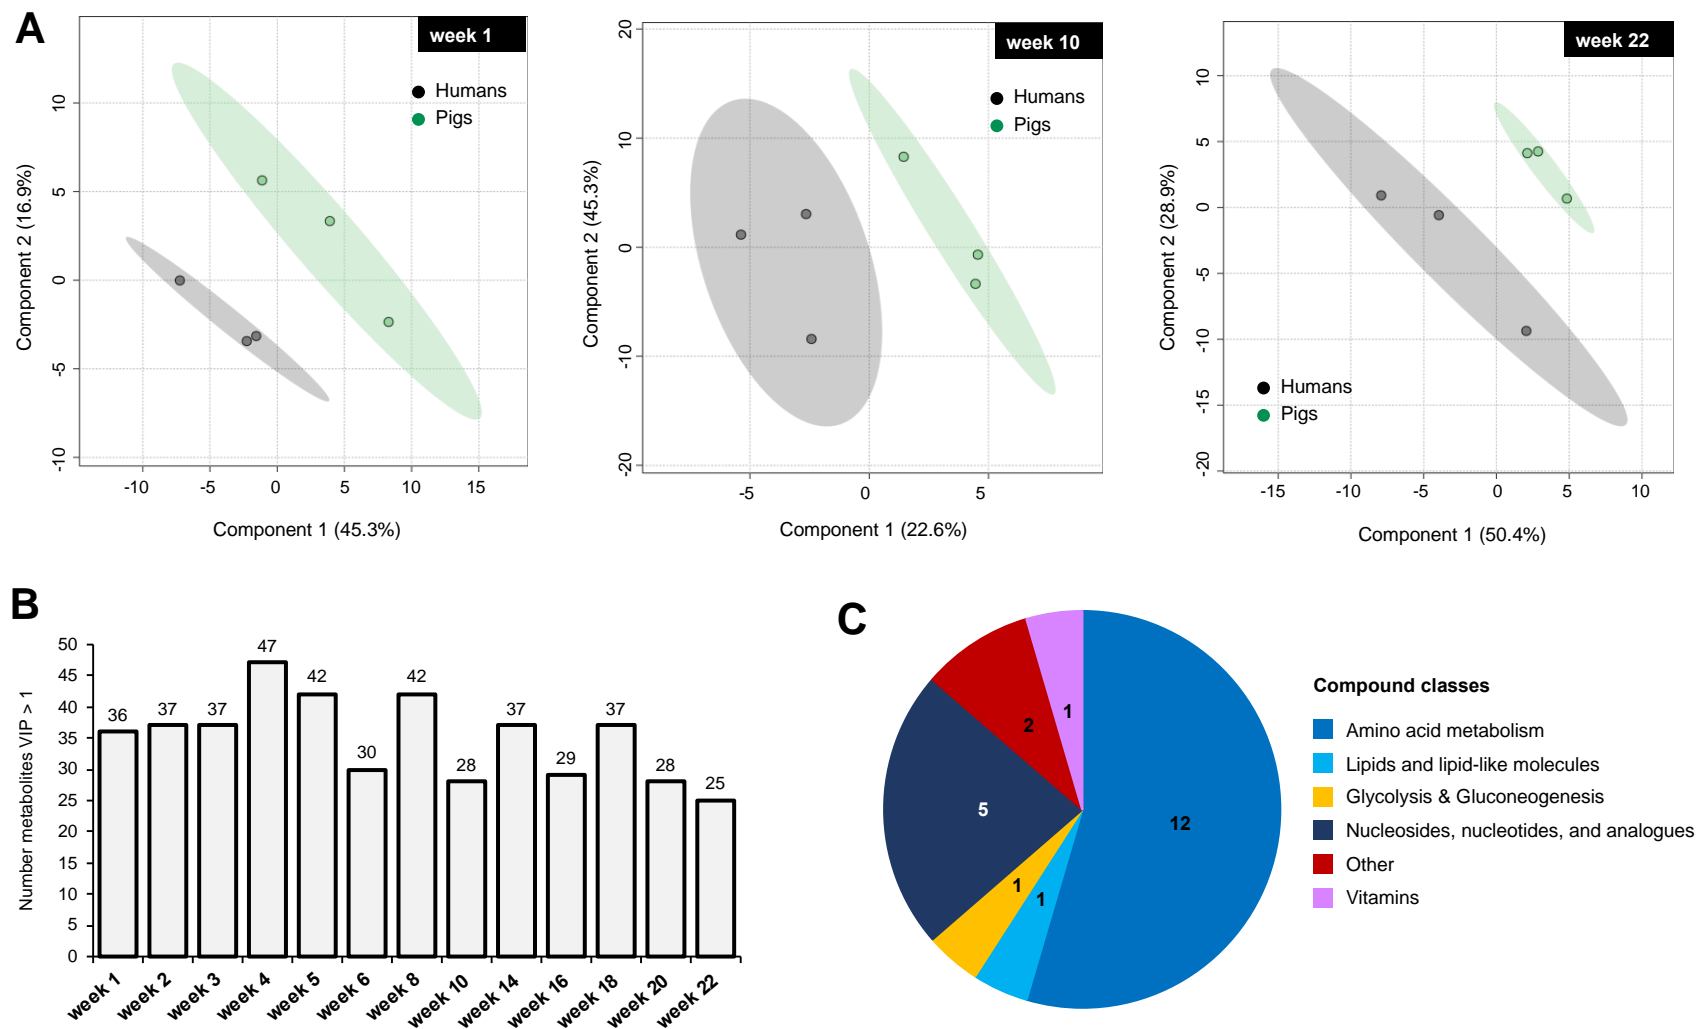 A
week 1
Humans
Pigs
Component 2 (16.9%)
10
5
0
-5
-10
-10
-5
0
5
10
15
Component 1 (45.3%)
week 10
Humans
Pigs
Component 2 (45.3%)
20
10
0
-10
-20
-5
0
5
Component 1 (22.6%)
week 22
Humans
Pigs
Component 2 (28.9%)
10
5
0
-5
-10
-15
-20
-15
-10
-5
0
5
10
Component 1 (50.4%)
B
Number metabolites VIP > 1
50
45
40
35
30
25
20
15
10
5
0
36
37
37
47
42
30
42
28
37
29
37
28
25
week 1
week 2
week 3
week 4
week 5
week 6
week 8
week 10
week 14
week 16
week 18
week 20
week 22
C
1
2
5
12
1
1
Compound classes
Amino acid metabolism
Lipids and lipid-like molecules
Glycolysis & Gluconeogenesis
Nucleosides, nucleotides, and analogues
Other
Vitamins